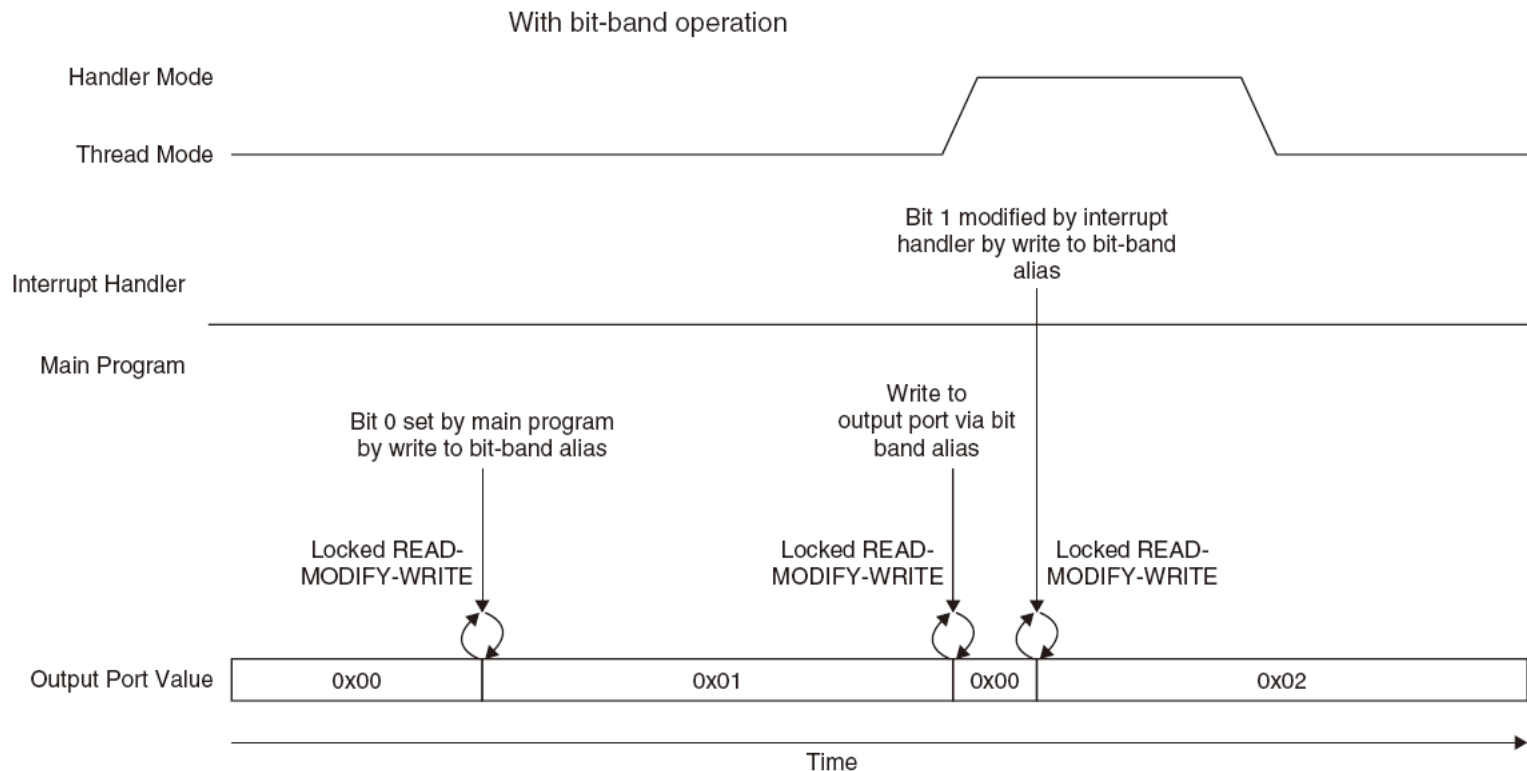 With bit-band operation
Handler Mode
Thread Mode
Bit 1 modified by interrupt
handler by write to bit-band
alias
Interrupt Handler
Main Program
Write to
output port via bit
band alias
Bit 0 set by main program
by write to bit-band alias
Locked READ-
MODIFY-WRITE
Locked READ-
MODIFY-WRITE
Locked READ-
MODIFY-WRITE
Output Port Value
0x00
0x01
0x00
0x02
Time